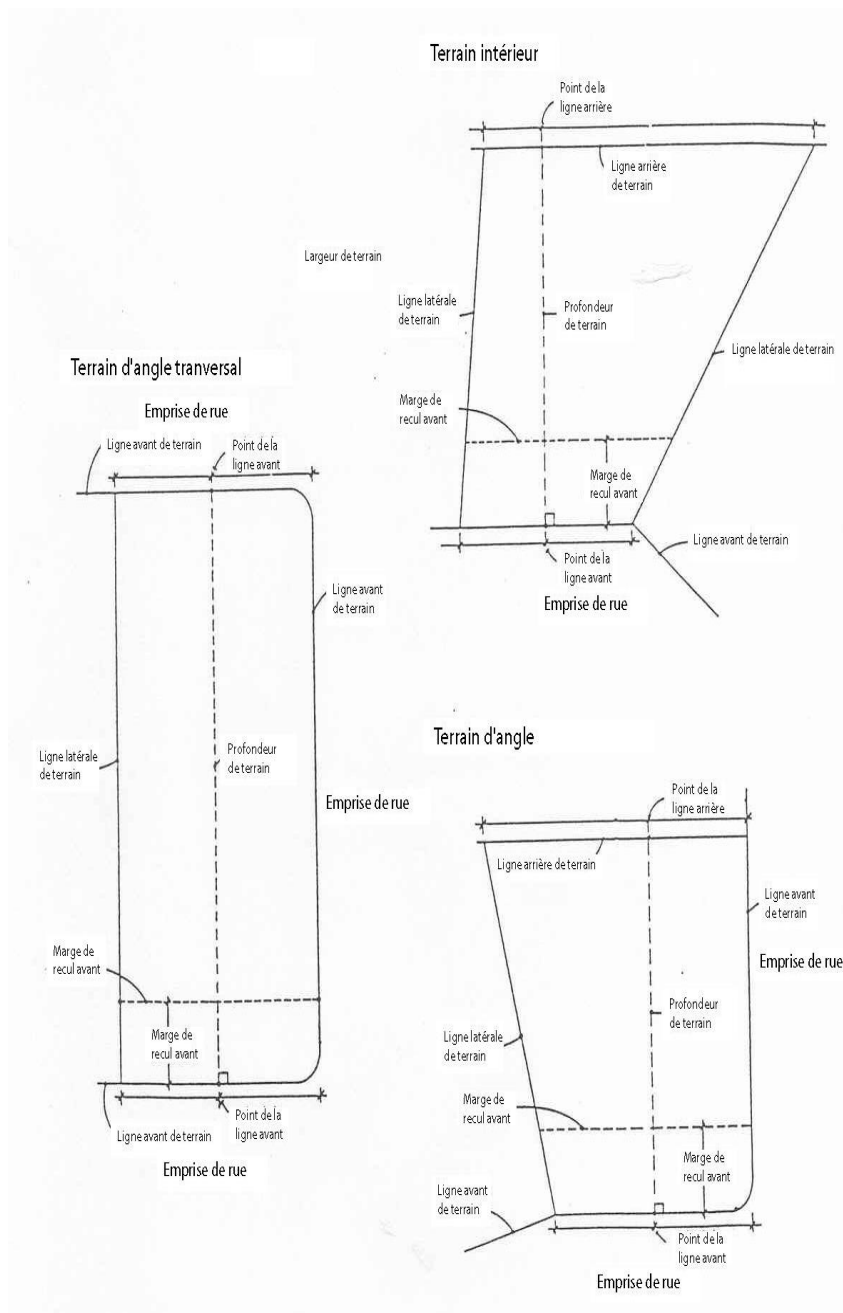 Terrain intérieur
Point de la
ligne arrière
Ligne arrière
de terrain
Largeur de terrain
Ligne latérale
de terrain
Profondeur
de terrain
Ligne latérale de terrain
Marge de
recul avant
Marge de
recul avant
Ligne avant de terrain
Point de la
ligne avant
Emprise de rue
Terrain d'angle tranversal
Emprise de rue
Ligne avant de terrain
Point de la
ligne avant
Ligne avant
de terrain
Ligne latérale
de terrain
Profondeur
de terrain
Emprise de rue
Marge de
recul avant
Marge de
recul avant
Ligne avant de terrain
Point de la
ligne avant
Emprise de rue
Terrain d'angle
Point de la
ligne arrière
Ligne arrière de terrain
Ligne avant
de terrain
Emprise de rue
Profondeur
de terrain
Ligne latérale
de terrain
Marge de
recul avant
Marge de
recul avant
Ligne avant
de terrain
Point de la
ligne avant
Emprise de rue